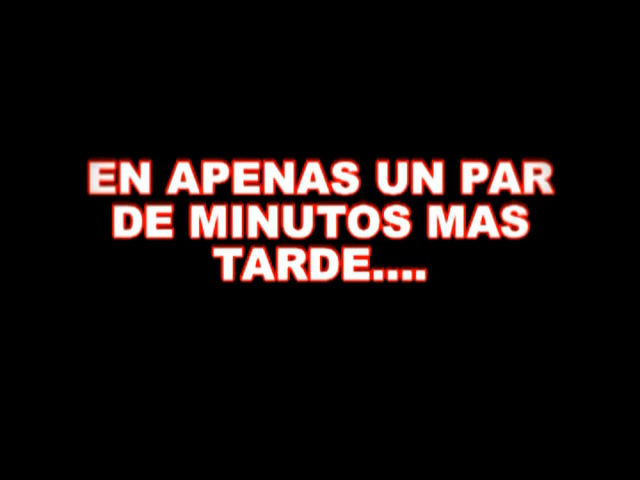 EN APENAS UN PAR
DE MINUTOS MAS
TARDE....